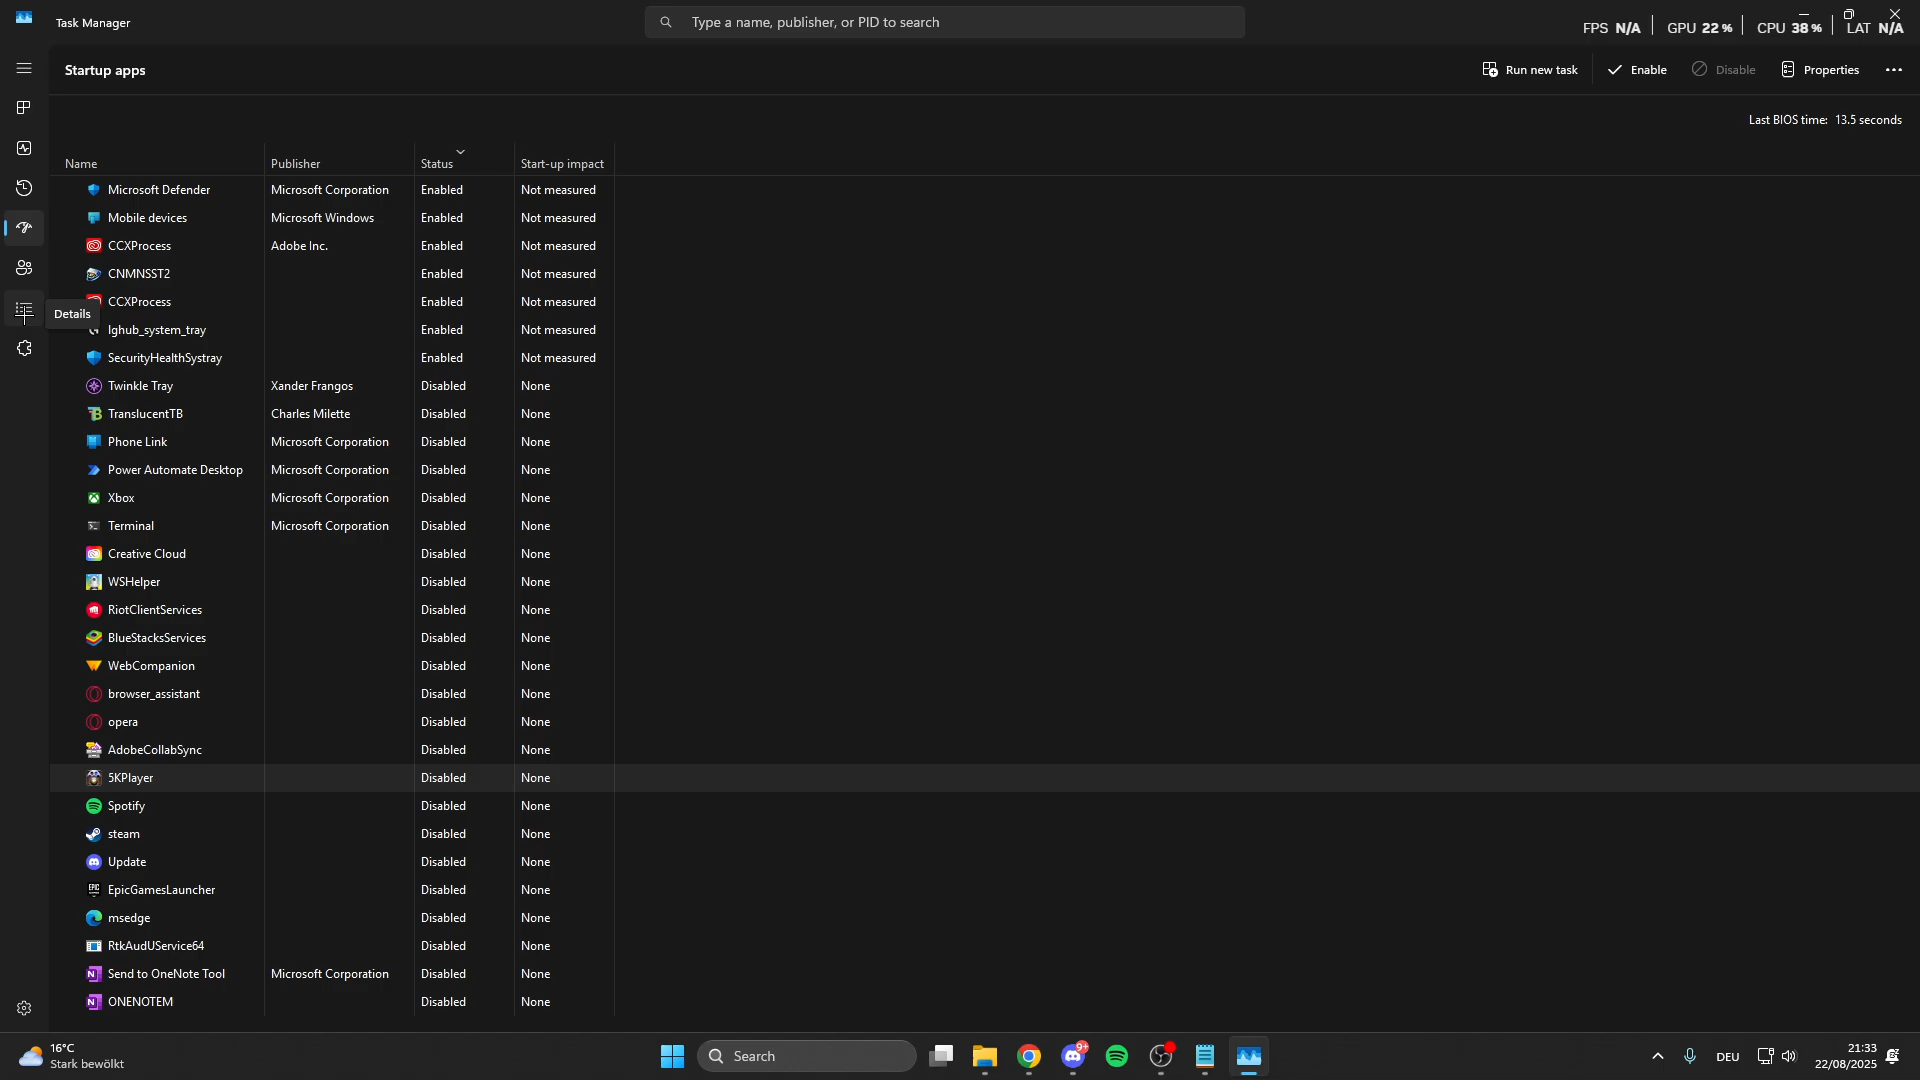 Task Manager
Type a name, publisher, or PID to search
FPS N/A GPU 22 % CPU 38 % LAT N/A
Startup apps
Run new task Enable Disable Properties
Last BIOS time: 13.5 seconds
Name Publisher Status Start-up impact
Microsoft Defender Microsoft Corporation Enabled Not measured
Mobile devices Microsoft Windows Enabled Not measured
CCXProcess Adobe Inc. Enabled Not measured
CNMNSST2 Enabled Not measured
CCXProcess Enabled Not measured
Details
lghub_system_tray Enabled Not measured
SecurityHealthSystray Enabled Not measured
Twinkle Tray Xander Frangos Disabled None
TranslucentTB Charles Milette Disabled None
Phone Link Microsoft Corporation Disabled None
Power Automate Desktop Microsoft Corporation Disabled None
Xbox Microsoft Corporation Disabled None
Terminal Microsoft Corporation Disabled None
Creative Cloud Disabled None
WSHelper Disabled None
RiotClientServices Disabled None
BlueStacksServices Disabled None
WebCompanion Disabled None
browser_assistant Disabled None
opera Disabled None
AdobeCollabSync Disabled None
5KPlayer Disabled None
Spotify Disabled None
steam Disabled None
Update Disabled None
EpicGamesLauncher Disabled None
msedge Disabled None
RtkAudUService64 Disabled None
Send to OneNote Tool Microsoft Corporation Disabled None
ONENOTEM Disabled None
16°C
Stark bewölkt
Search
9+
DEU
21:33
22/08/2025